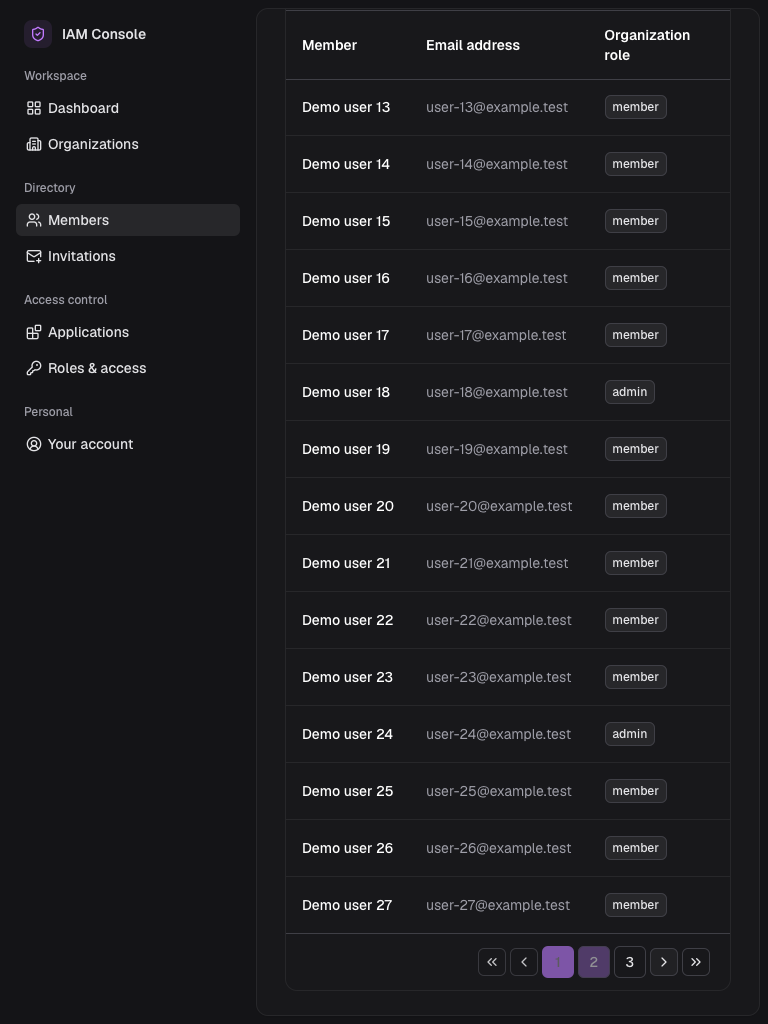 IAM Console
Workspace
Dashboard
Organizations
Directory
Members
Invitations
Access control
Applications
Roles & access
Personal
Your account
Member Email address Organization role
Demo user 13 user-13@example.test member
Demo user 14 user-14@example.test member
Demo user 15 user-15@example.test member
Demo user 16 user-16@example.test member
Demo user 17 user-17@example.test member
Demo user 18 user-18@example.test admin
Demo user 19 user-19@example.test member
Demo user 20 user-20@example.test member
Demo user 21 user-21@example.test member
Demo user 22 user-22@example.test member
Demo user 23 user-23@example.test member
Demo user 24 user-24@example.test admin
Demo user 25 user-25@example.test member
Demo user 26 user-26@example.test member
Demo user 27 user-27@example.test member
1 2 3